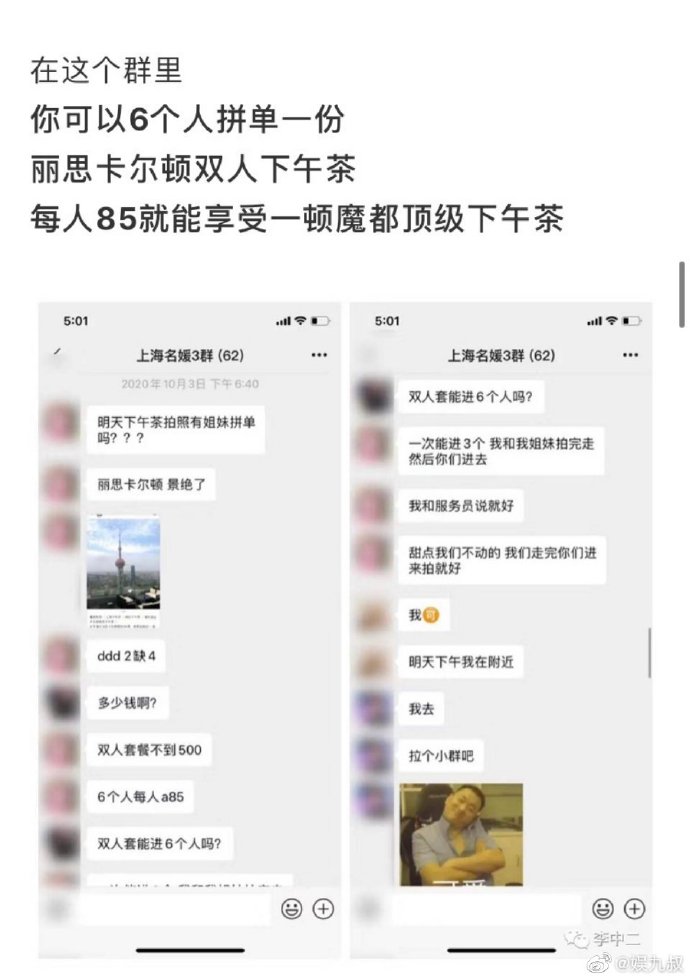 在这个群里
你可以6个人拼单一份
丽思卡尔顿双人下午茶
每人85就能享受一顿魔都顶级下午茶
5:01
上海名媛3群 (62)
2020年10月3日 下午 6:40
明天下午茶拍照有姐妹拼单
吗？？？
丽思卡尔顿 景绝了
ddd 2缺4
多少钱啊?
双人套餐不到500
6个人每人a85
双人套能进6个人吗?
5:01
上海名媛3群 (62)
双人套能进6个人吗?
一次能进3个 我和我姐妹拍完走
然后你们进去
我和服务员说就好
甜点我们不动的 我们走完你们进
来拍就好
我可
明天下午我在附近
我去
拉个小群吧
李中二
@娱九叔